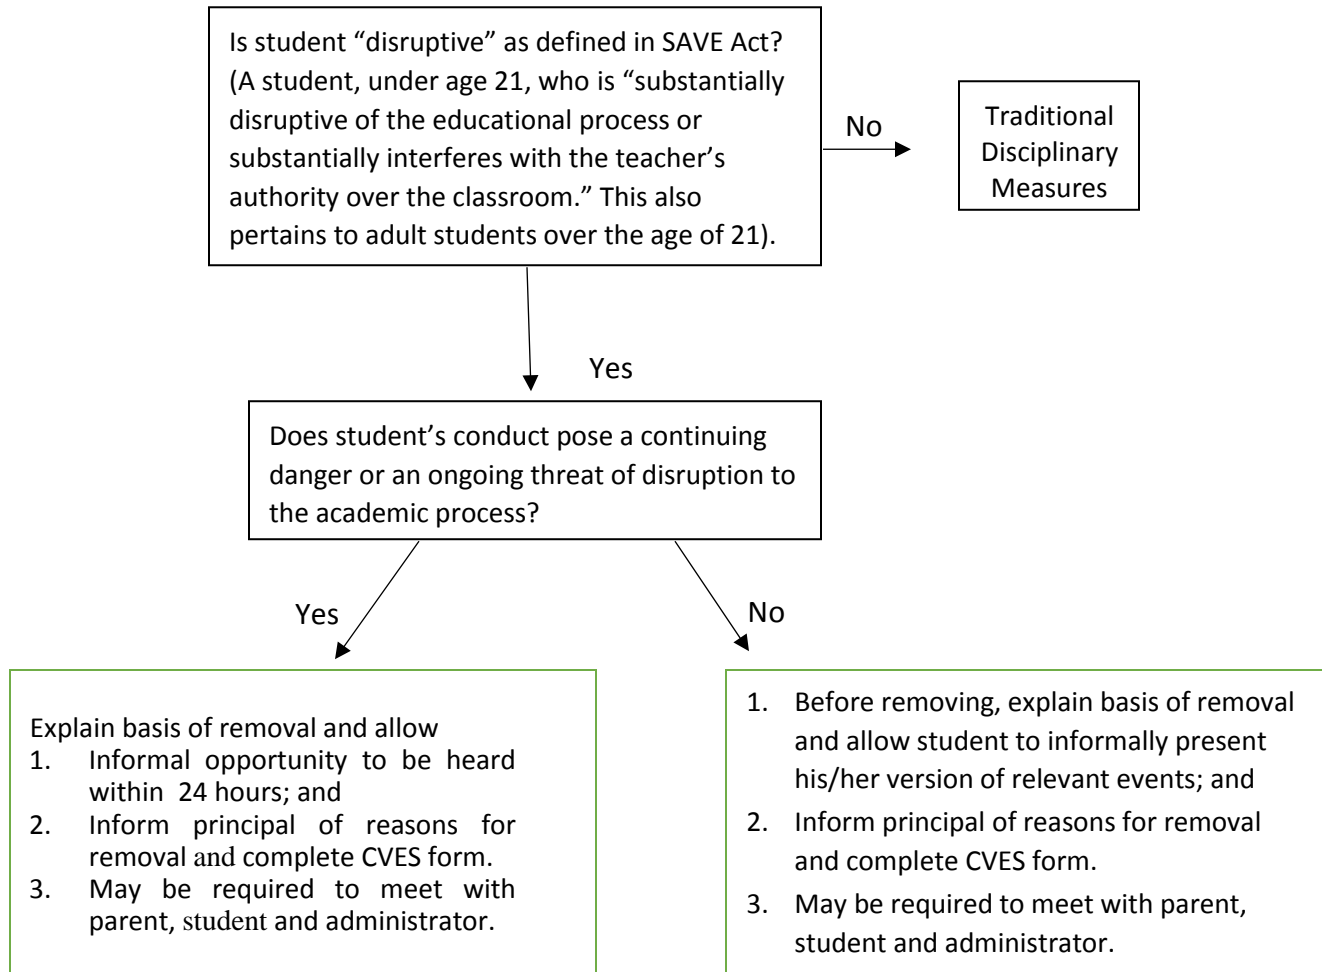 Is student “disruptive” as defined in SAVE Act?
(A student, under age 21, who is “substantially
disruptive of the educational process or
substantially interferes with the teacher’s
authority over the classroom.” This also
pertains to adult students over the age of 21).
No
Traditional
Disciplinary
Measures
Yes
Does student’s conduct pose a continuing
danger or an ongoing threat of disruption to
the academic process?
Yes
No
Explain basis of removal and allow
1. Informal opportunity to be heard
within 24 hours; and
2. Inform principal of reasons for
removal and complete CVES form.
3. May be required to meet with
parent, student and administrator.
1. Before removing, explain basis of removal
and allow student to informally present
his/her version of relevant events; and
2. Inform principal of reasons for removal
and complete CVES form.
3. May be required to meet with parent,
student and administrator.